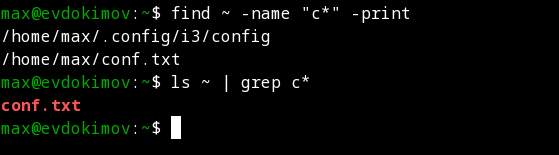 max@evdokimov:~$ find ~ -name "c*" -print
/home/max/.config/i3/config
/home/max/conf.txt
max@evdokimov:~$ ls ~ | grep c*
conf.txt
max@evdokimov:~$